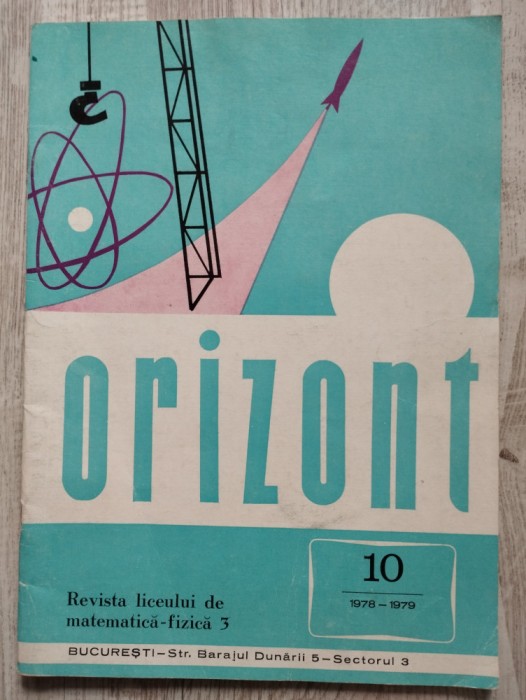 orizont
10
1978-1979
Revista liceului de
matematică-fizică 3
BUCUREȘTI-Str. Barajul Dunării 5-Sectorul 3